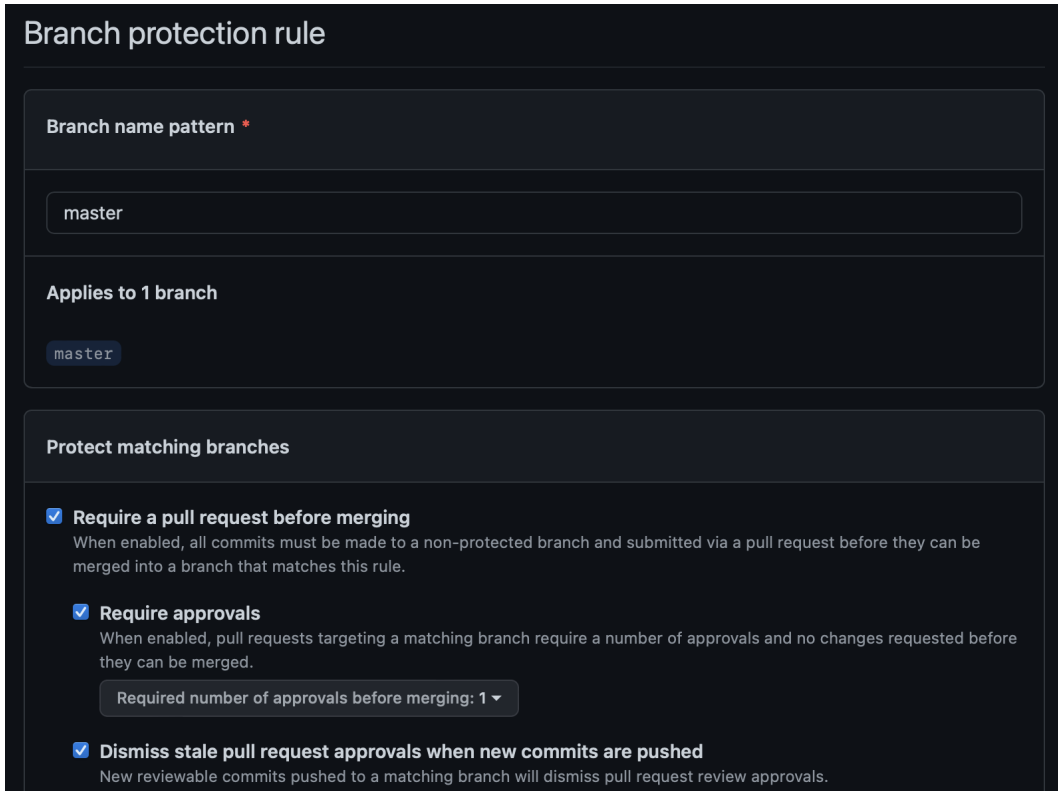 Branch protection rule
Branch name pattern *
master
Applies to 1 branch
master
Protect matching branches
Require a pull request before merging
When enabled, all commits must be made to a non-protected branch and submitted via a pull request before they can be
merged into a branch that matches this rule.
Require approvals
When enabled, pull requests targeting a matching branch require a number of approvals and no changes requested before
they can be merged.
Required number of approvals before merging: 1
Dismiss stale pull request approvals when new commits are pushed
New reviewable commits pushed to a matching branch will dismiss pull request review approvals.